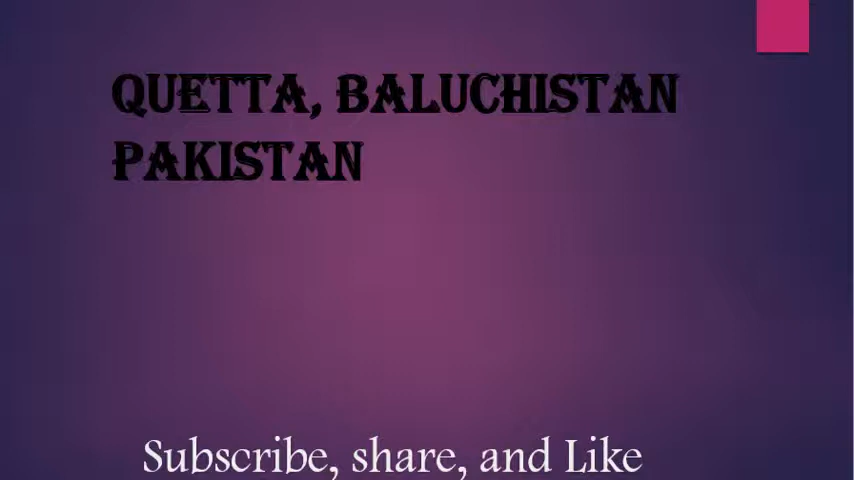 QUETTA, BALUCHISTAN
PAKISTAN
Subscribe, share, and Like